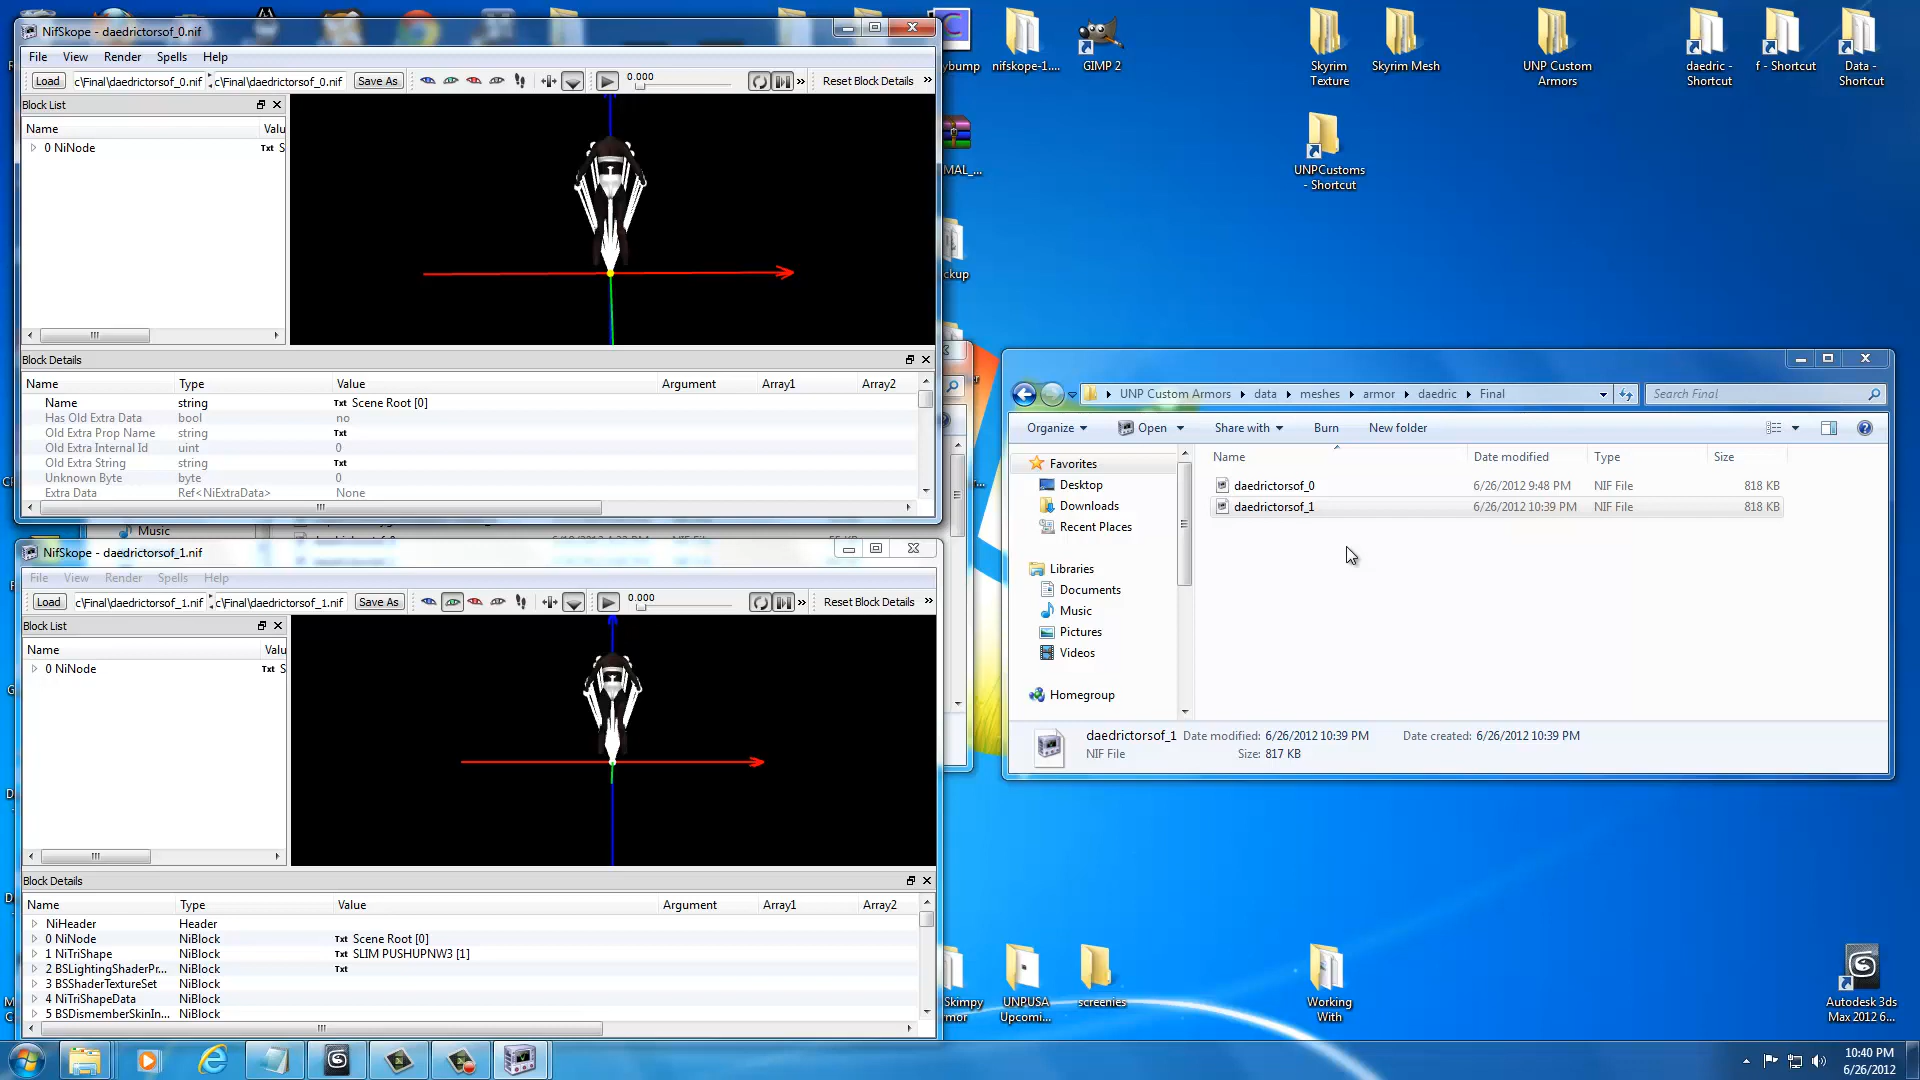 NifSkope - daedrictorsof_0.nif
File View Render Spells Help
Load c\Final\daedrictorsof_0.nif c\Final\daedrictorsof_0.nif Save As 0.000 » Reset Block Details »
Block List
Name Valu
0 NiNode Txt S
Block Details
Name Type Value Argument Array1 Array2
Name string Txt Scene Root [0]
Has Old Extra Data bool no
Old Extra Prop Name string Txt
Old Extra Internal Id uint 0
Old Extra String string Txt
Unknown Byte byte 0
Extra Data Ref<NiExtraData> None
Music
NifSkope - daedrictorsof_1.nif
File View Render Spells Help
Load c\Final\daedrictorsof_1.nif c\Final\daedrictorsof_1.nif Save As 0.000 » Reset Block Details »
Block List
Name Valu
0 NiNode Txt S
Block Details
Name Type Value Argument Array1 Array2
NiHeader Header
0 NiNode NiBlock Txt Scene Root [0]
1 NiTriShape NiBlock Txt SLIM PUSHUPNW3 [1]
2 BSLightingShaderPr... NiBlock Txt
3 BSShaderTextureSet NiBlock
4 NiTriShapeData NiBlock
5 BSDismemberSkinIn... NiBlock
ybump
nifskope-1....
GIMP 2
Skyrim
Texture
Skyrim Mesh
UNP Custom
Armors
daedric -
Shortcut
f - Shortcut
Data -
Shortcut
MAL_...
UNPCustoms
- Shortcut
ckup
UNP Custom Armors data meshes armor daedric Final Search Final
Organize Open Share with Burn New folder
Name Date modified Type Size
daedrictorsof_0 6/26/2012 9:48 PM NIF File 818 KB
daedrictorsof_1 6/26/2012 10:39 PM NIF File 818 KB
Favorites
Desktop
Downloads
Recent Places
Libraries
Documents
Music
Pictures
Videos
Homegroup
daedrictorsof_1 Date modified: 6/26/2012 10:39 PM Date created: 6/26/2012 10:39 PM
NIF File Size: 817 KB
Skimpy
mor
UNPUSA
Upcomi...
screenies
Working
With
Autodesk 3ds
Max 2012 6...
10:40 PM
6/26/2012